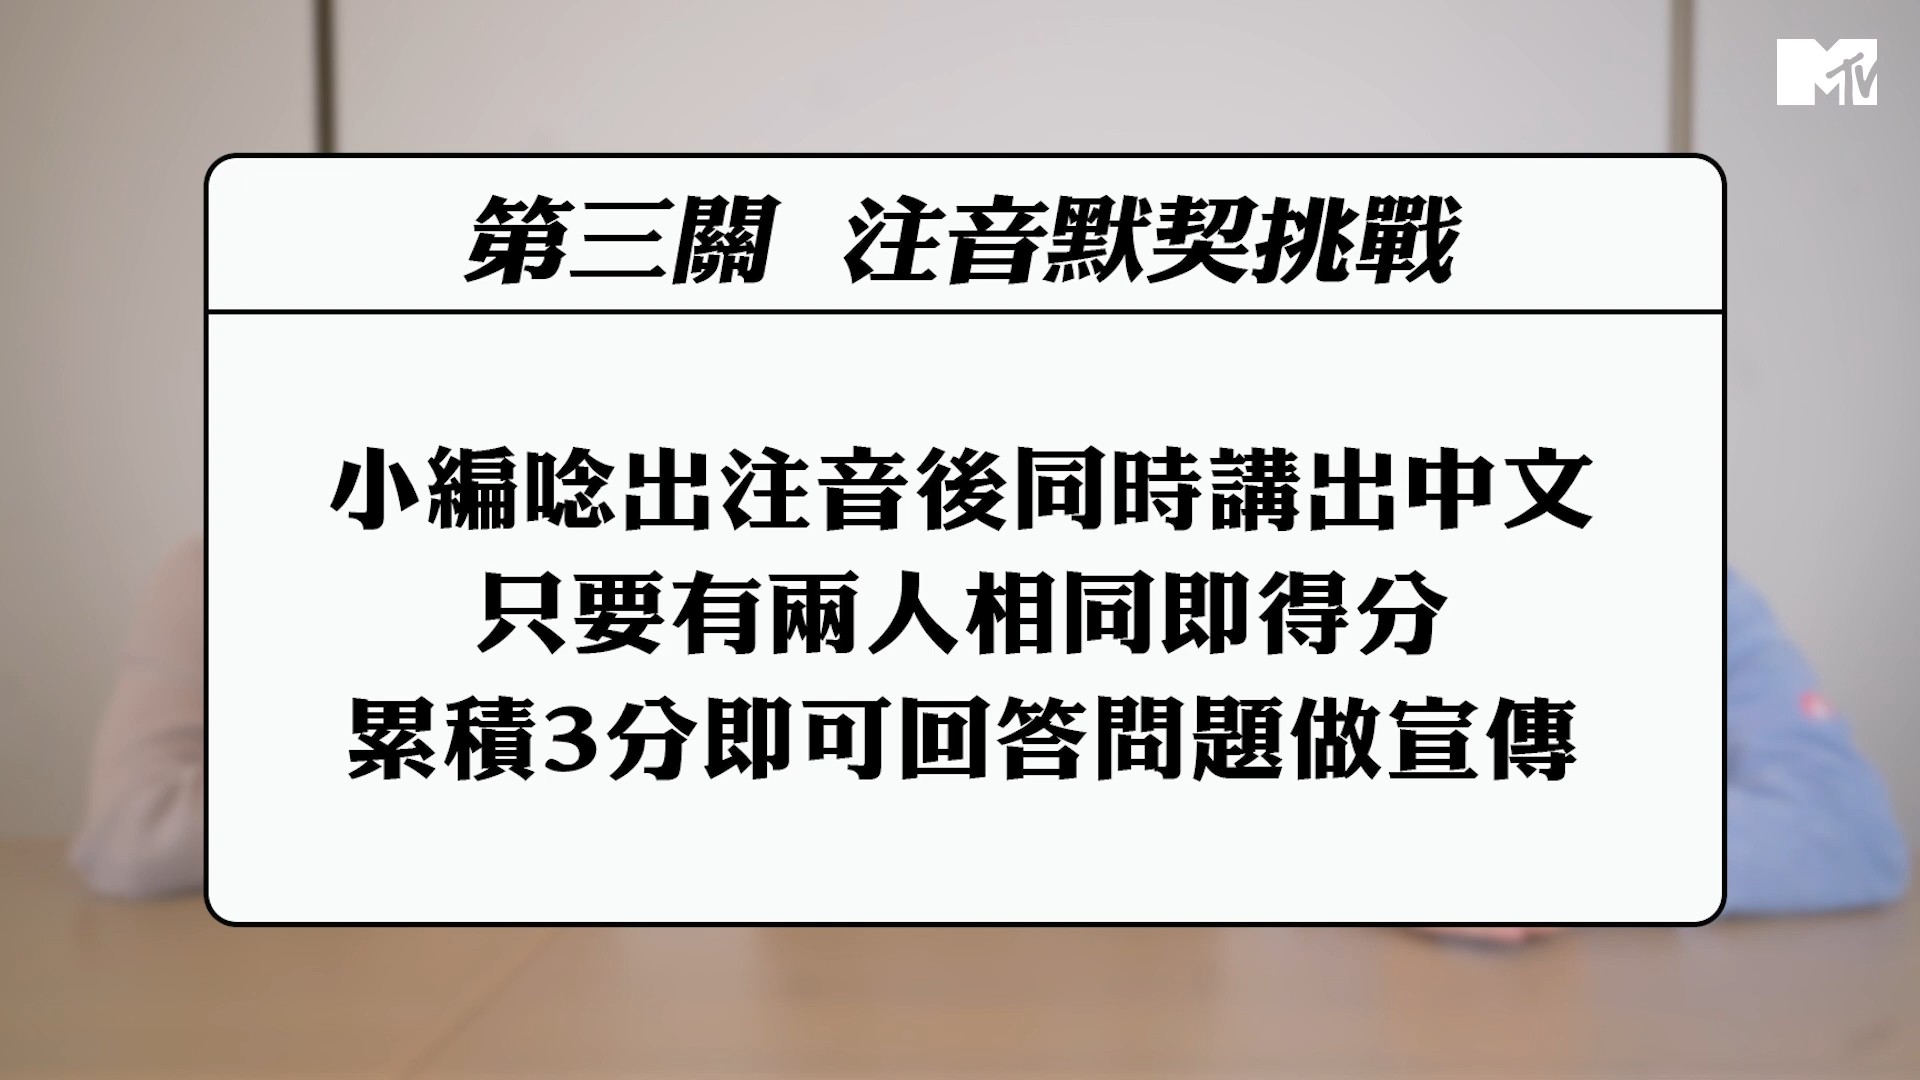 MTV
第三關 注音默契挑戰
小編唸出注音後同時講出中文
只要有兩人相同即得分
累積3分即可回答問題做宣傳